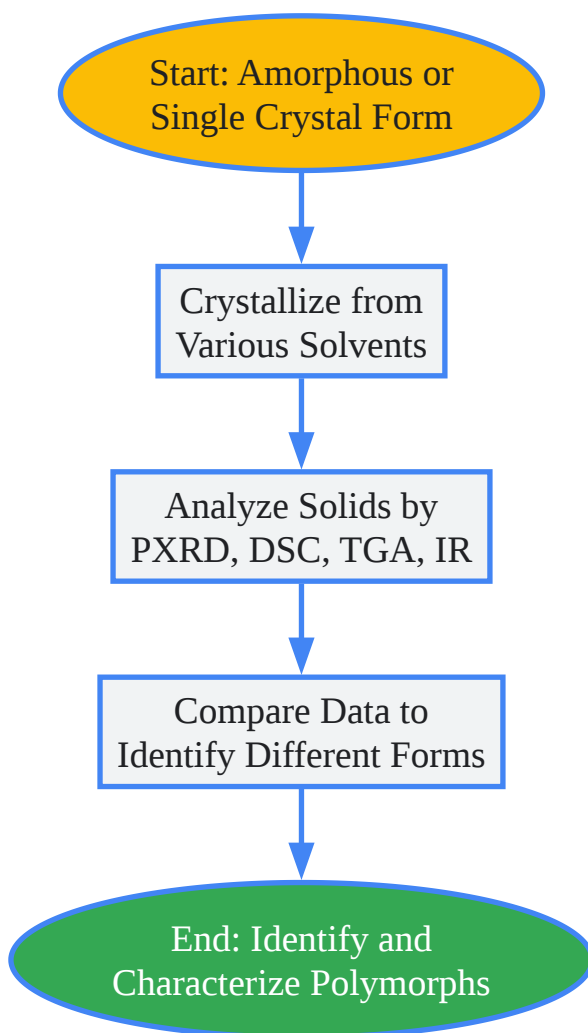 Start: Amorphous or
Single Crystal Form
Crystallize from
Various Solvents
Analyze Solids by
PXRD, DSC, TGA, IR
Compare Data to
Identify Different Forms
End: Identify and
Characterize Polymorphs